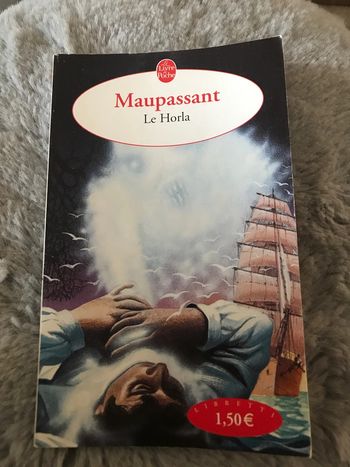 Le Livre
de Poche
Maupassant
Le Horla
LIBRETTI
1,50€